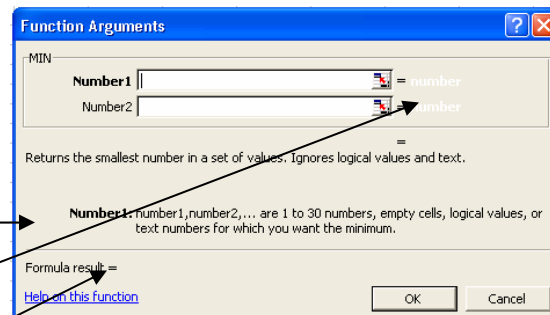 Function Arguments
MIN
Number1 = number
Number2 = number
=
Returns the smallest number in a set of values. Ignores logical values and text.
Number1: number1,number2,... are 1 to 30 numbers, empty cells, logical values, or
text numbers for which you want the minimum.
Formula result =
Help on this function OK Cancel